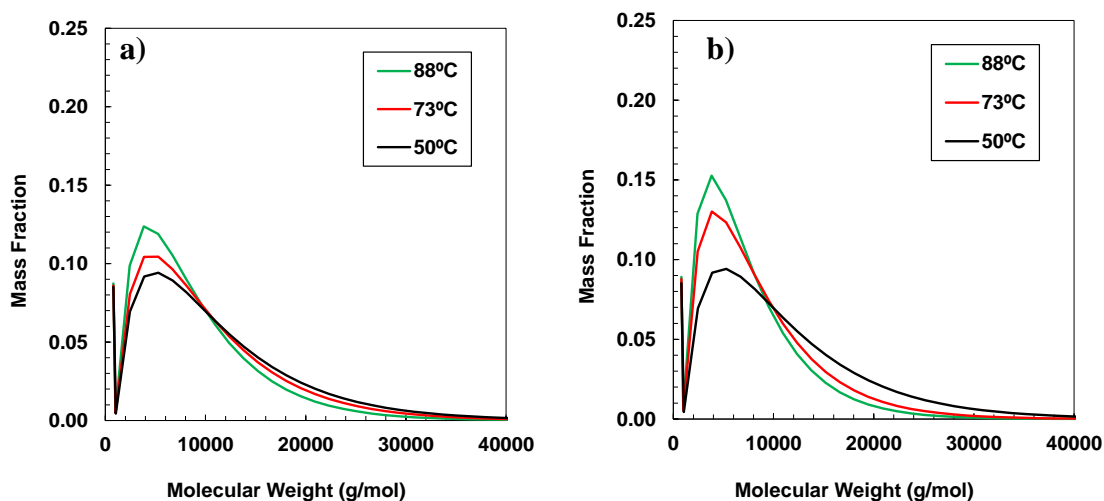 a)
0.25
0.20
0.15
0.10
0.05
0.00
Mass Fraction
88ºC
73ºC
50ºC
0 10000 20000 30000 40000
Molecular Weight (g/mol)
b)
0.25
0.20
0.15
0.10
0.05
0.00
Mass Fraction
88ºC
73ºC
50ºC
0 10000 20000 30000 40000
Molecular Weight (g/mol)